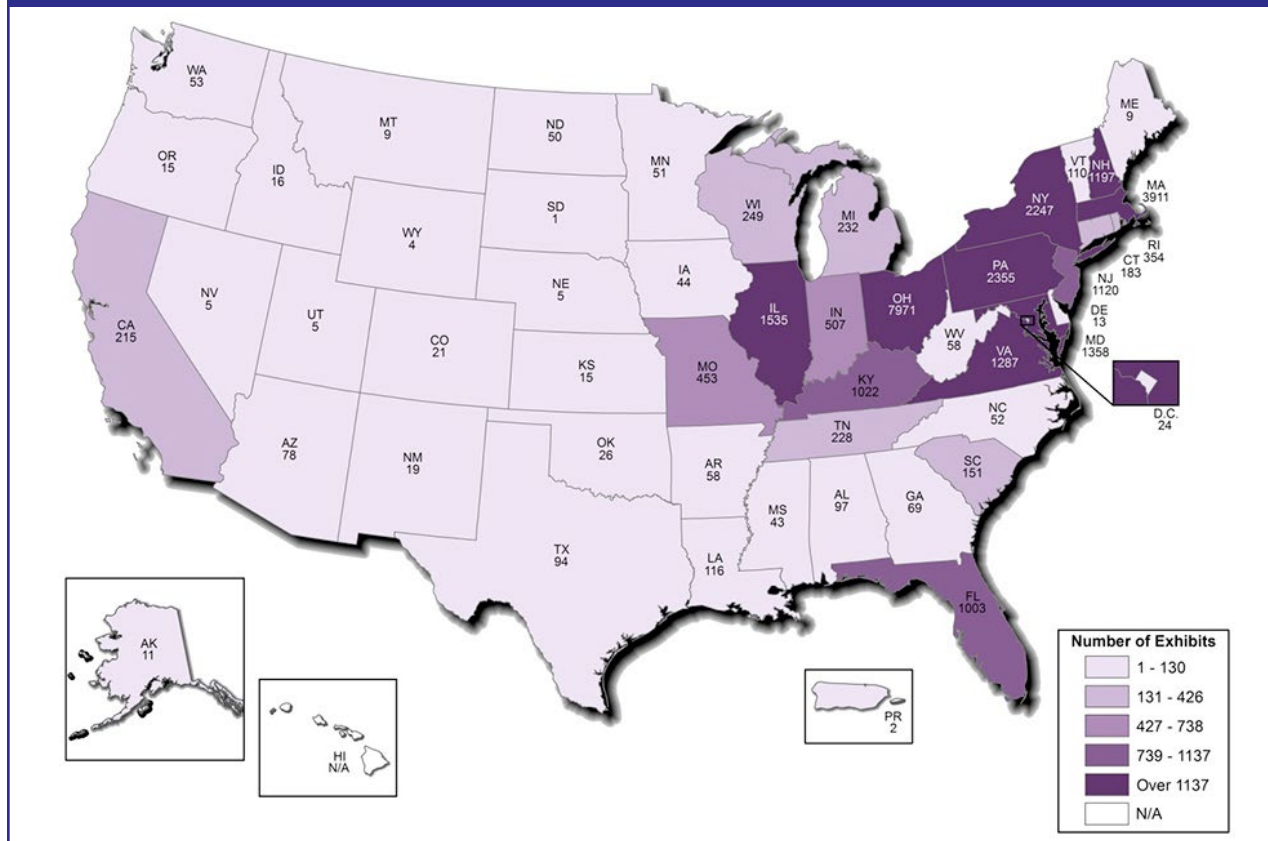 WA
53
OR
15
CA
215
ID
16
NV
5
MT
9
WY
4
UT
5
AZ
78
CO
21
NM
19
ND
50
SD
1
NE
5
KS
15
OK
26
TX
94
MN
51
IA
44
MO
453
AR
58
LA
116
WI
249
IL
1535
MI
232
IN
507
OH
7971
KY
1022
TN
228
MS
43
AL
97
GA
69
FL
1003
SC
151
NC
52
VA
1287
WV
58
PA
2355
NY
2247
VT
110
NH
1197
ME
9
MA
3911
RI
354
CT
183
NJ
1120
DE
13
MD
1358
D.C.
24
AK
11
HI
N/A
PR
2
Number of Exhibits
1 - 130
131 - 426
427 - 738
739 - 1137
Over 1137
N/A